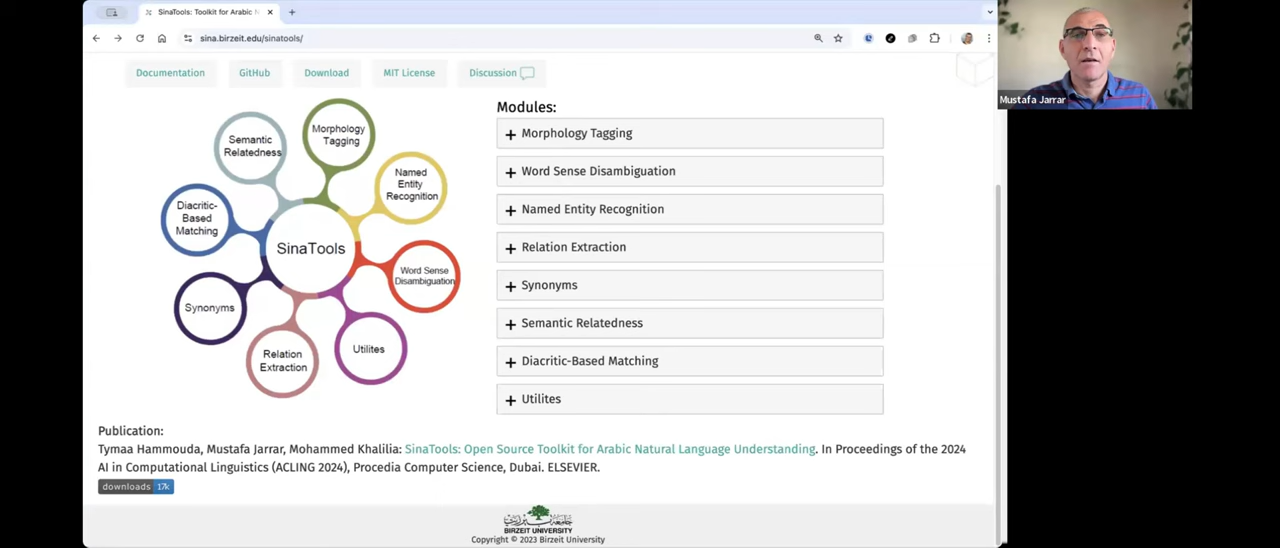 SinaTools: Toolkit for Arabic N
sina.birzeit.edu/sinatools/
Documentation
GitHub
Download
MIT License
Discussion
Mustafa Jarrar
Semantic
Relatedness
Morphology
Tagging
Named
Entity
Recognition
Diacritic-
Based
Matching
SinaTools
Word Sense
Disambiguation
Synonyms
Relation
Extraction
Utilites
Modules:
+ Morphology Tagging
+ Word Sense Disambiguation
+ Named Entity Recognition
+ Relation Extraction
+ Synonyms
+ Semantic Relatedness
+ Diacritic-Based Matching
+ Utilites
Publication:
Tymaa Hammouda, Mustafa Jarrar, Mohammed Khalilia: SinaTools: Open Source Toolkit for Arabic Natural Language Understanding. In Proceedings of the 2024
AI in Computational Linguistics (ACLING 2024), Procedia Computer Science, Dubai. ELSEVIER.
downloads 17k
جامعة بيرزيت
BIRZEIT UNIVERSITY
Copyright © 2023 Birzeit University